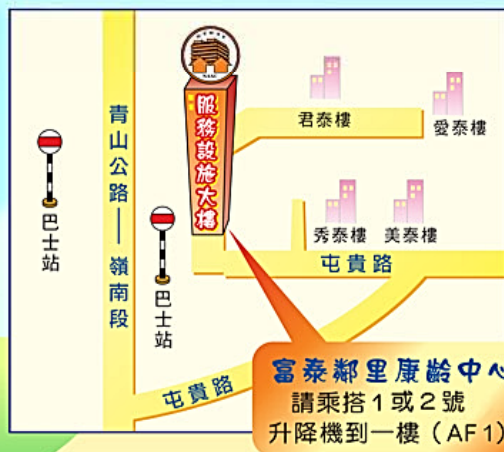 服務設施大樓
君泰樓
愛泰樓
青山公路 — 嶺南段
巴士站
巴士站
秀泰樓
美泰樓
屯貴路
屯貴路
富泰鄰里康齡中心
請乘搭1或2號
升降機到一樓（AF1）